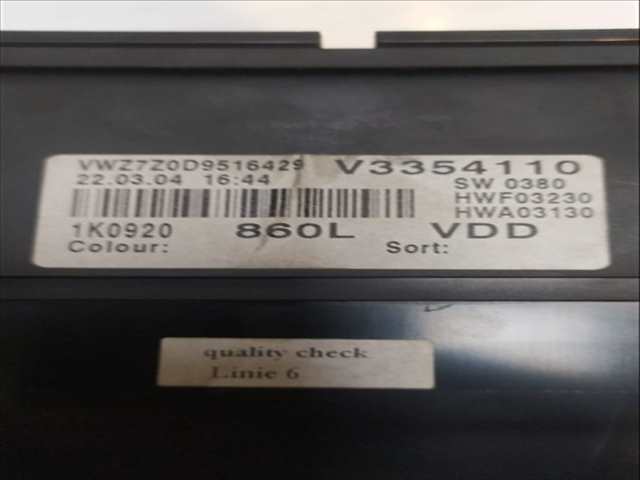 VWZ7Z0D9516429 V3354110
22.03.04 16:44 SW 0380
HWF03230
HWA03130
1K0920 860L VDD
Colour: Sort:
quality check
Linie 6